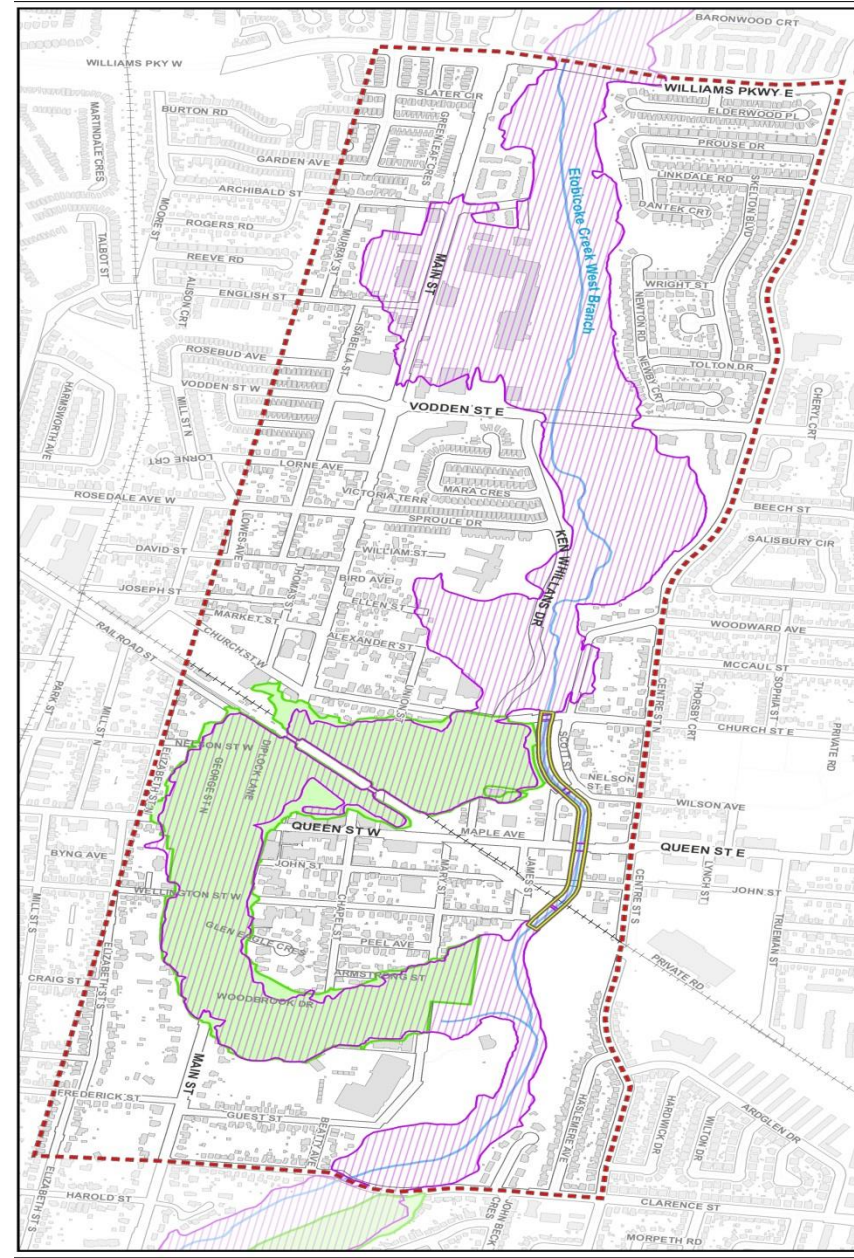 BARONWOOD CRT
WILLIAMS PKY W
WILLIAMS PKWY E
SLATER CIR
ELDERWOOD PL
MARTINDALE CRES
BURTON RD
GREENLEAF CRES
PROUSE DR
GARDEN AVE
LINKDALE RD
SKELTON BLVD
ARCHIBALD ST
DANTEK CRT
MOORE ST
ROGERS RD
Etobicoke Creek West Branch
TALBOT ST
MURRAY ST
MAIN ST
REEVE RD
WRIGHT ST
ALISON CRT
ENGLISH ST
NEWTON RD
ISABELLA ST
ROSEBUD AVE
NEWBY CRT
TOLTON DR
HARMSWORTH AVE
VODDEN ST W
MILL ST N
VODDEN ST E
CHERYL CRT
LORNE CRT
LORNE AVE
MARA CRES
ROSEDALE AVE W
VICTORIA TERR
BEECH ST
LOWES AVE
SPROULE DR
KEN WHILLANS DR
SALISBURY CIR
DAVID ST
WILLIAM ST
THOMAS ST
BIRD AVE
JOSEPH ST
ELLEN ST
MARKET ST
WOODWARD AVE
RAILROAD ST
CHURCH ST W
ALEXANDER ST
MCCAUL ST
SOPHIA ST
PARK ST
UNION ST
CENTRE ST N
THORSBY CRT
MILL ST N
CHURCH ST E
PRIVATE RD
SCOTT ST
NELSON ST W
DIPLOCK LANE
ELIZABETH ST N
GEORGE ST N
NELSON
ST E
WILSON AVE
QUEEN ST W
MAPLE AVE
QUEEN ST E
BYNG AVE
JOHN ST
MARY ST
JAMES ST
LYNCH ST
CENTRE ST S
JOHN ST
WELLINGTON ST W
CHAPEL ST
MILL ST S
TRUEMAN ST
GLEN EAGLE CRES
PEEL AVE
ELIZABETH ST S
PRIVATE RD
CRAIG ST
ARMSTRONG ST
WOODBROOK DR
MAIN ST
FREDERICK ST
GUEST ST
BEATTY AVE
HASLEMERE AVE
HARDWICK DR
WILTON DR
ARDGLEN DR
ELIZABETH ST S
HAROLD ST
JOHN BECK
CRES
CLARENCE ST
MORPETH RD